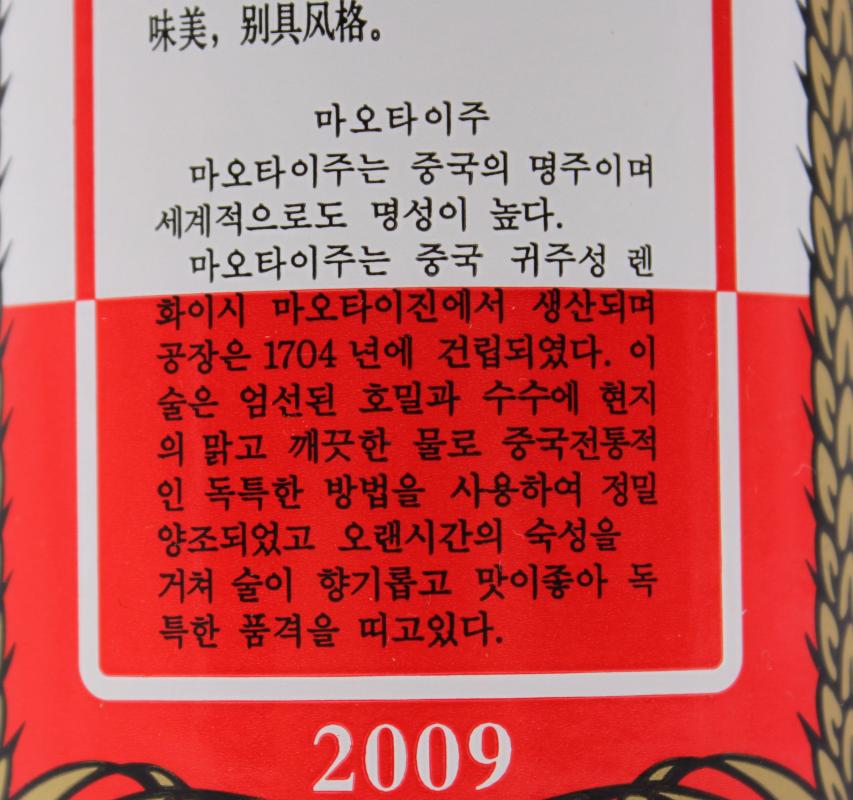 味美，别具风格。
마오타이주
마오타이주는 중국의 명주이며
세계적으로도 명성이 높다.
마오타이주는 중국 귀주성 렌
화이시 마오타이진에서 생산되며
공장은 1704 년에 건립되였다. 이
술은 엄선된 호밀과 수수에 현지
의 맑고 깨끗한 물로 중국전통적
인 독특한 방법을 사용하여 정밀
양조되었고 오랜시간의 숙성을
거쳐 술이 향기롭고 맛이좋아 독
특한 품격을 띠고있다.
2009